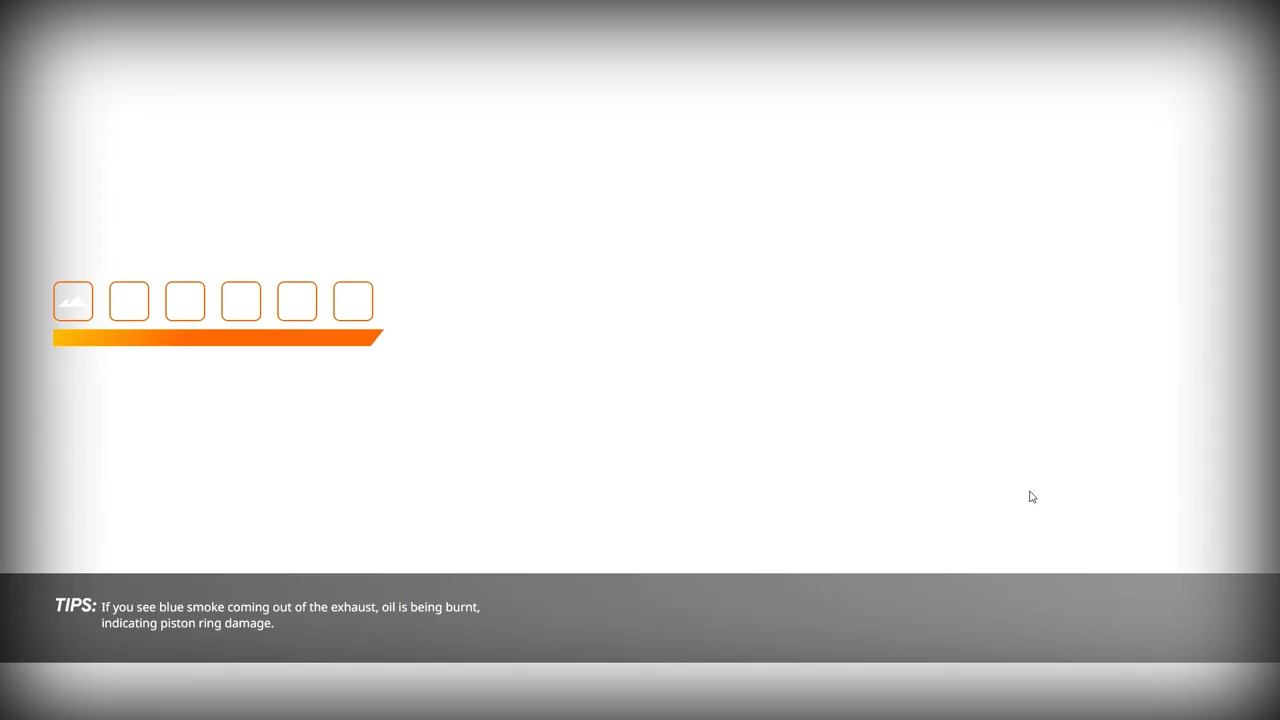 TIPS: If you see blue smoke coming out of the exhaust, oil is being burnt,
indicating piston ring damage.